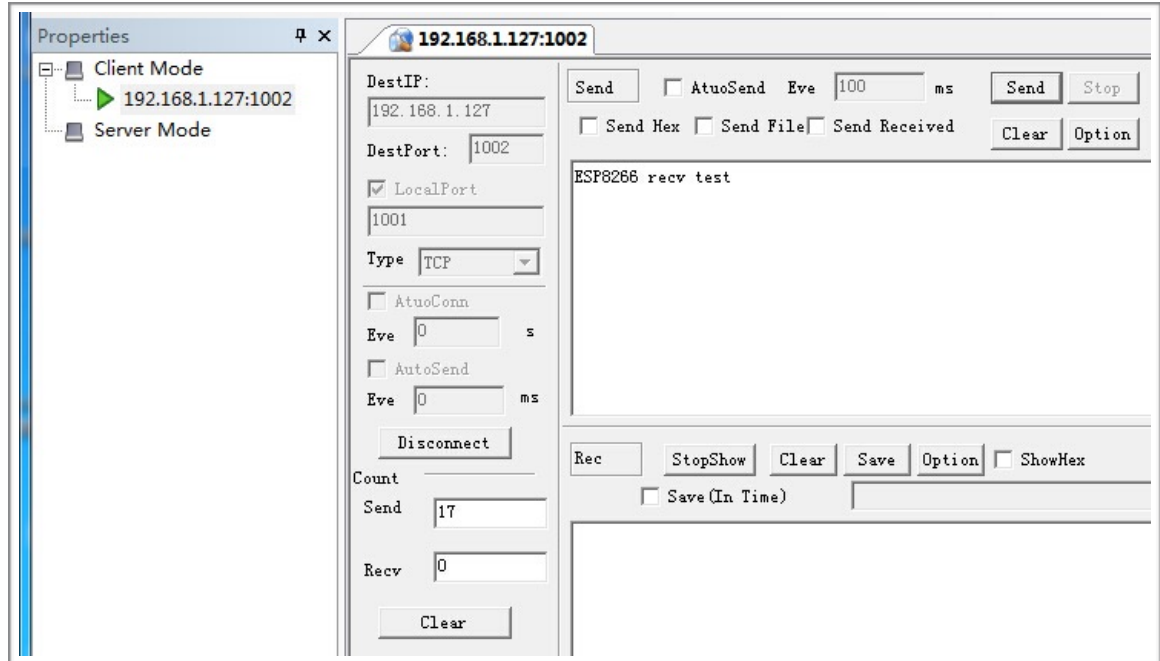 Properties
Client Mode
192.168.1.127:1002
Server Mode
192.168.1.127:1002
DestIP:
192.168.1.127
DestPort: 1002
LocalPort
1001
Type TCP
AtuoConn
Eve 0 s
AutoSend
Eve 0 ms
Disconnect
Count
Send 17
Recv 0
Clear
Send AtuoSend Eve 100 ms Send Stop
Send Hex Send File Send Received Clear Option
ESP8266 recv test
Rec StopShow Clear Save Option ShowHex
Save(In Time)